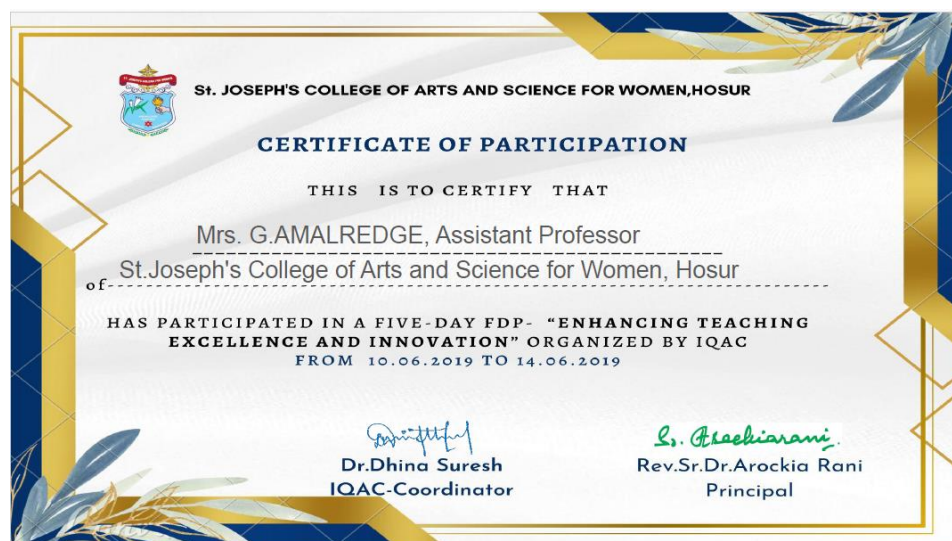 St. JOSEPH'S COLLEGE OF ARTS AND SCIENCE FOR WOMEN,HOSUR
CERTIFICATE OF PARTICIPATION
THIS IS TO CERTIFY THAT
Mrs. G.AMALREDGE, Assistant Professor
of St.Joseph's College of Arts and Science for Women, Hosur
HAS PARTICIPATED IN A FIVE-DAY FDP- “ENHANCING TEACHING
EXCELLENCE AND INNOVATION” ORGANIZED BY IQAC
FROM 10.06.2019 TO 14.06.2019
Dr.Dhina Suresh
IQAC-Coordinator
Rev.Sr.Dr.Arockia Rani
Principal